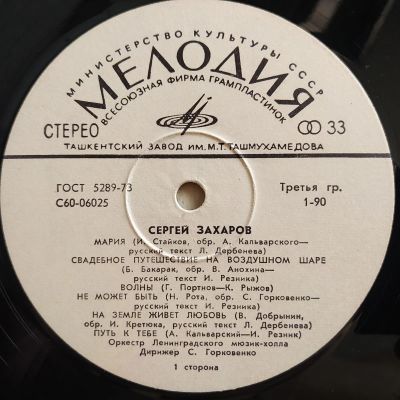 МИНИСТЕРСТВО КУЛЬТУРЫ СССР
МЕЛОДИЯ
ВСЕСОЮЗНАЯ ФИРМА ГРАМПЛАСТИНОК
СТЕРЕО
33
ТАШКЕНТСКИЙ ЗАВОД ИМ. М.Т. ТАШМУХАМЕДОВА
ГОСТ 5289-73
Третья гр.
С60-06025
1-90
СЕРГЕЙ ЗАХАРОВ
МАРИЯ (И. Стайков, обр. А. Кальварского—
русский текст Л. Дербенева)
СВАДЕБНОЕ ПУТЕШЕСТВИЕ НА ВОЗДУШНОМ ШАРЕ
(Б. Бакарак, обр. В. Анохина—
русский текст И. Резника)
ВОЛНЫ (Г. Портнов—К. Рыжов)
НЕ МОЖЕТ БЫТЬ (Н. Рота, обр. С. Горковенко—
русский текст И. Резника)
НА ЗЕМЛЕ ЖИВЕТ ЛЮБОВЬ (В. Добрынин,
обр. И. Кретюка, русский текст Л. Дербенева)
ПУТЬ К ТЕБЕ (А. Кальварский—И. Резник)
Оркестр Ленинградского мюзик-холла
Дирижер С. Горковенко
1 сторона